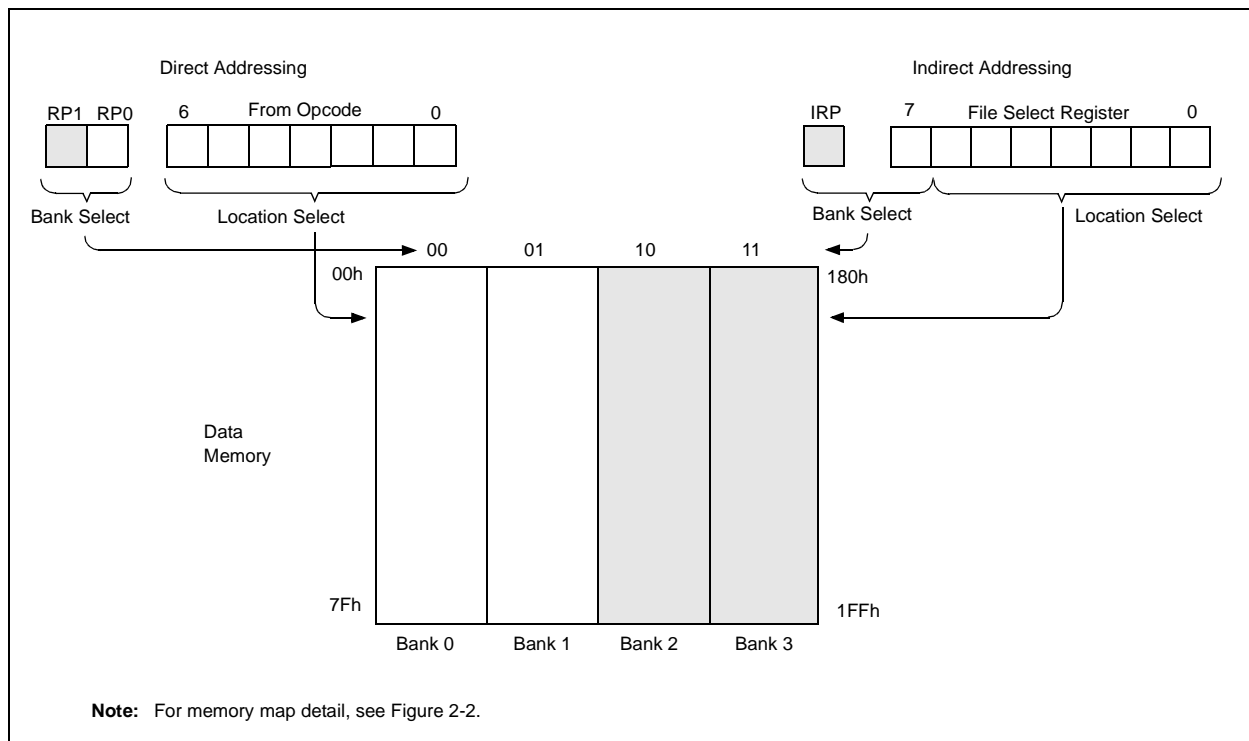 Direct Addressing
Indirect Addressing
RP1 RP0
6 From Opcode 0
IRP
7 File Select Register 0
Bank Select
Location Select
Bank Select
Location Select
00 01 10 11
00h
180h
Data
Memory
7Fh
1FFh
Bank 0 Bank 1 Bank 2 Bank 3
Note: For memory map detail, see Figure 2-2.